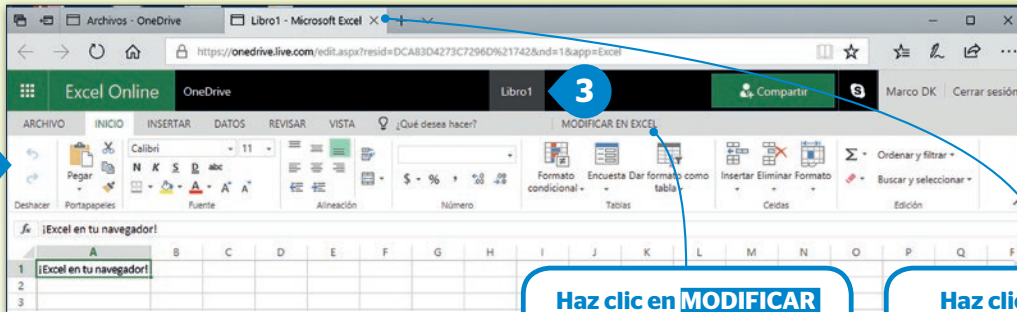 Archivos - OneDrive
Libro1 - Microsoft Excel
https://onedrive.live.com/edit.aspx?resid=DCA83D4273C7296D%21742&nd=1&app=Excel
Excel Online
OneDrive
Libro1
3
Compartir
Marco DK
Cerrar sesión
ARCHIVO INICIO INSERTAR DATOS REVISAR VISTA ¿Qué desea hacer? MODIFICAR EN EXCEL
Calibri 11
Pegar
N K S D abc
A A A
$ - % ,
Formato condicional
Encuesta
Dar formato como tabla
Insertar Eliminar Formato
Σ Ordenar y filtrar
Buscar y seleccionar
Deshacer Portapapeles Fuente Alineación Número Tablas Celdas Edición
fx ¡Excel en tu navegador!
A B C D E F G H I J K L M N O P Q
1 ¡Excel en tu navegador!
2
3
Haz clic en MODIFICAR
Haz clic